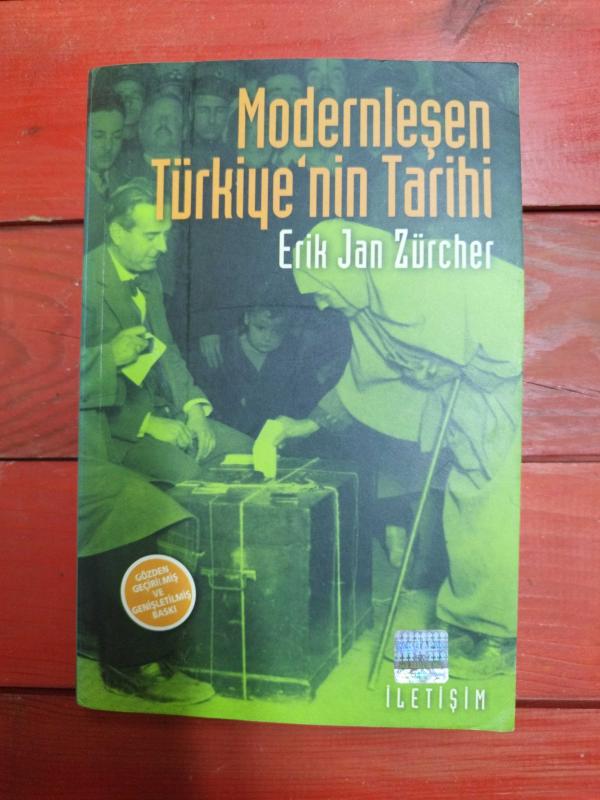 Modernleşen
Türkiye'nin Tarihi
Erik Jan Zürcher
GÖZDEN
GEÇİRİLMİŞ
VE
GENİŞLETİLMİŞ
BASKI
İLETİŞİM